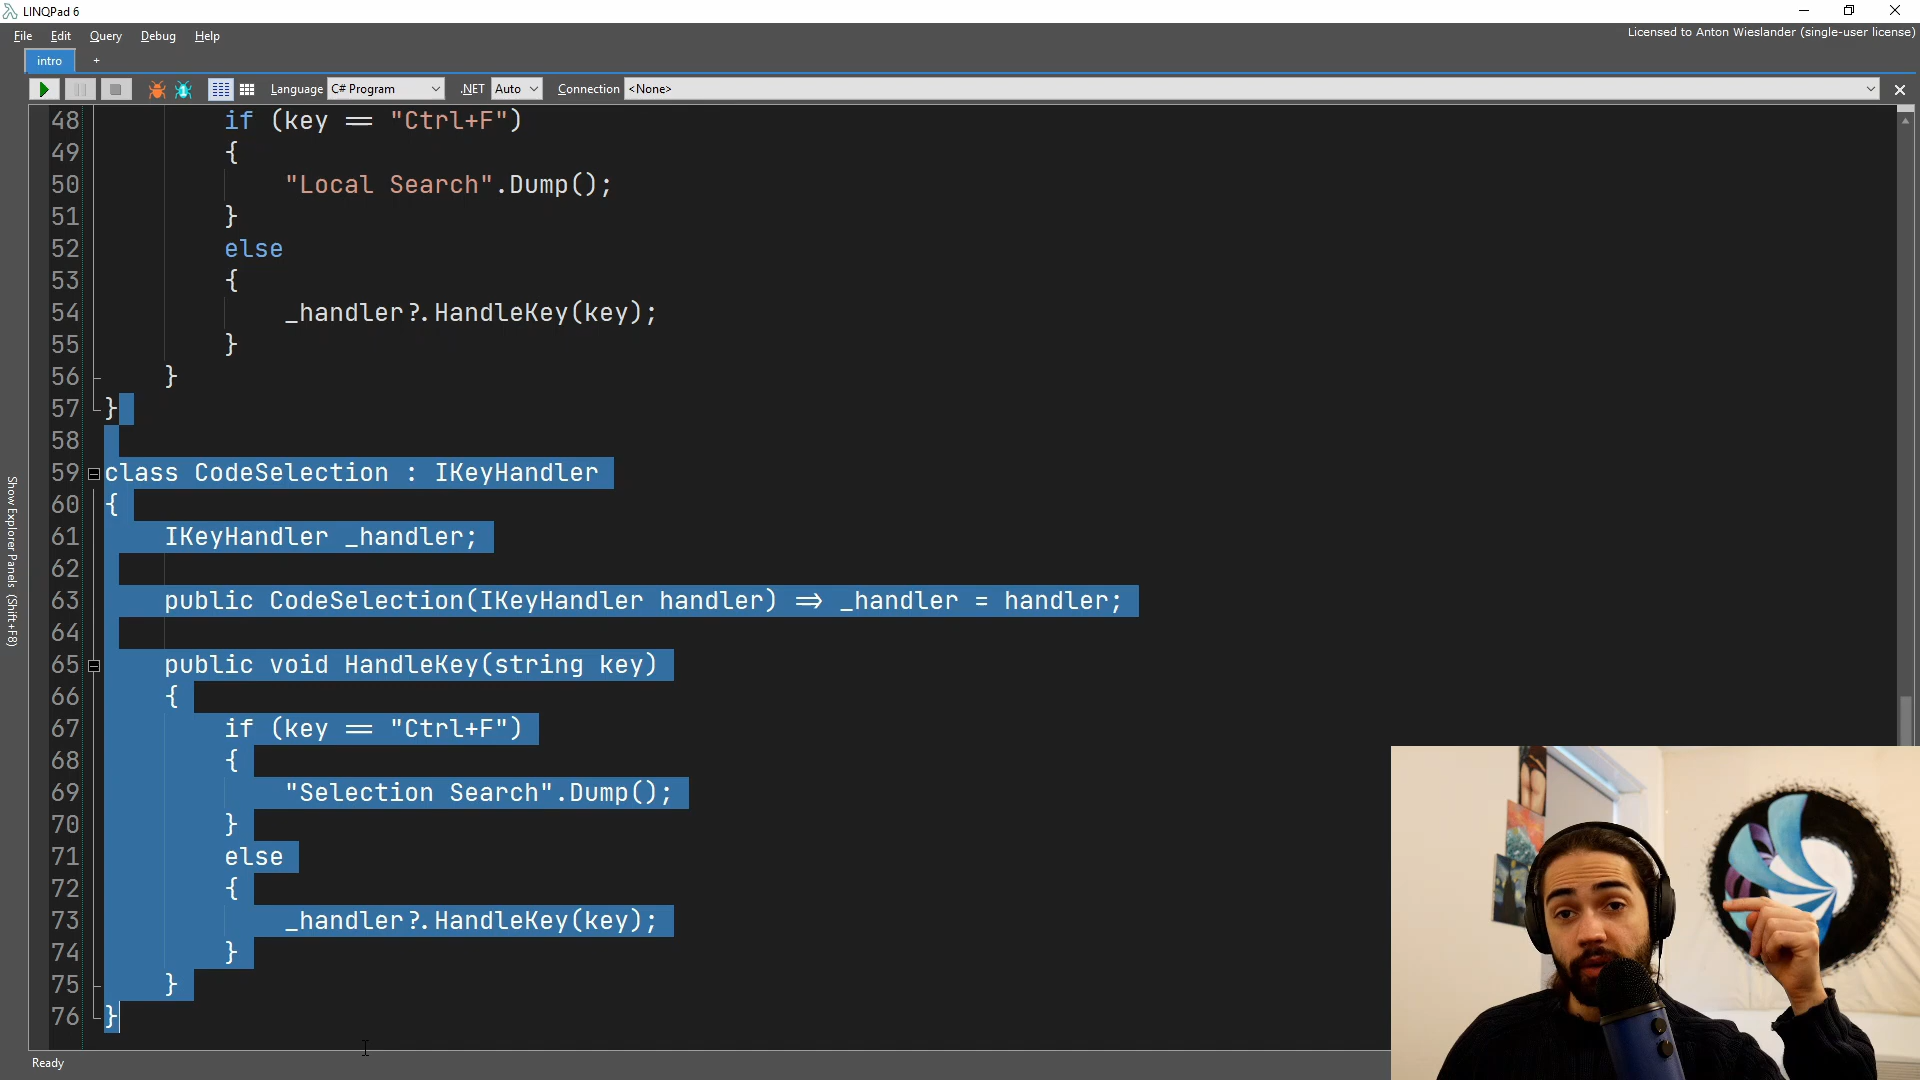 LINQPad 6
File Edit Query Debug Help
Licensed to Anton Wieslander (single-user license)
intro +
Language C# Program .NET Auto Connection <None>
48 if (key == "Ctrl+F")
49 {
50 "Local Search".Dump();
51 }
52 else
53 {
54 _handler?.HandleKey(key);
55 }
56 }
57 }
58
59 class CodeSelection : IKeyHandler
60 {
61 IKeyHandler _handler;
62
63 public CodeSelection(IKeyHandler handler) => _handler = handler;
64
65 public void HandleKey(string key)
66 {
67 if (key == "Ctrl+F")
68 {
69 "Selection Search".Dump();
70 }
71 else
72 {
73 _handler?.HandleKey(key);
74 }
75 }
76 }
Show Explorer Panels (Shift+F8)
Ready